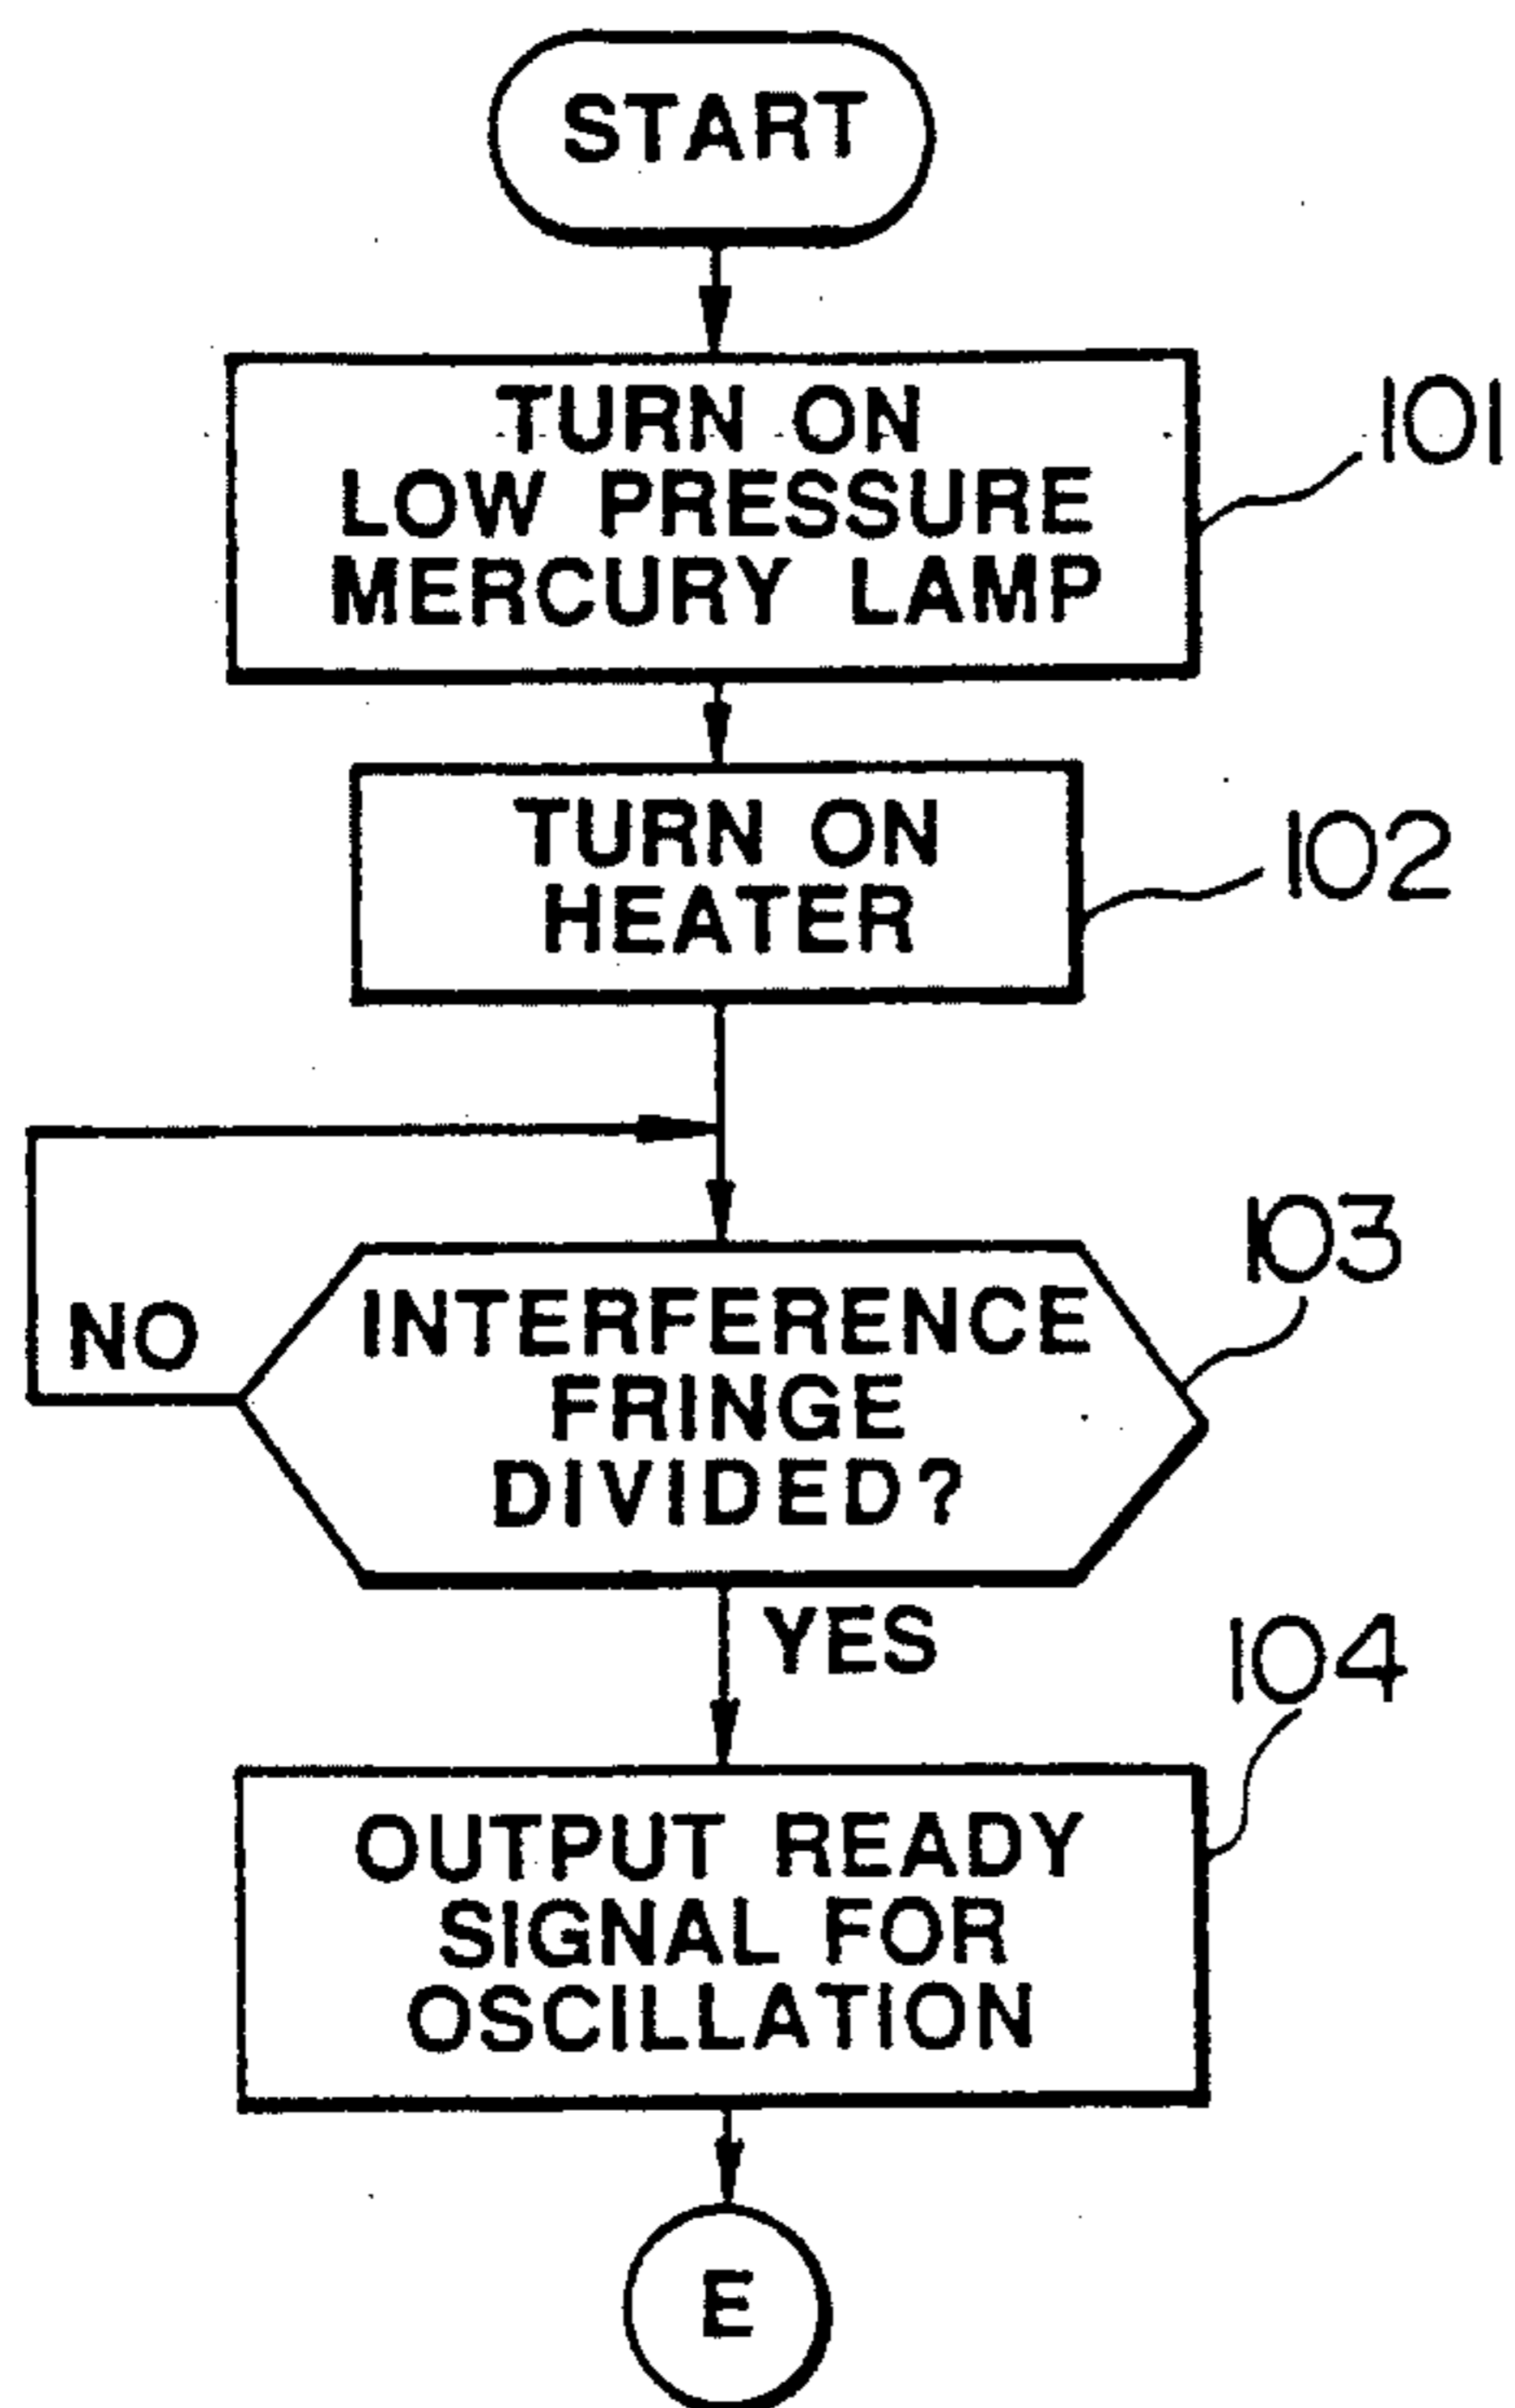 START
TURN ON
LOW PRESSURE
MERCURY LAMP
101
TURN ON
HEATER
102
NO
INTERFERENCE
FRINGE
DIVIDED?
103
YES
OUTPUT READY
SIGNAL FOR
OSCILLATION
104
E